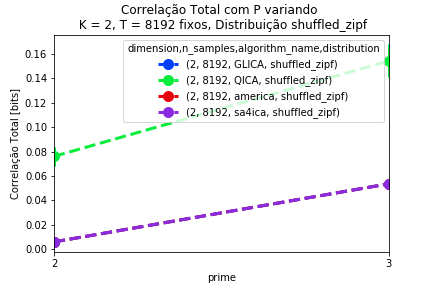 Correlação Total com P variando
K = 2, T = 8192 fixos, Distribuição shuffled_zipf
dimension,n_samples,algorithm_name,distribution
(2, 8192, GLICA, shuffled_zipf)
(2, 8192, QICA, shuffled_zipf)
(2, 8192, america, shuffled_zipf)
(2, 8192, sa4ica, shuffled_zipf)
Correlação Total [bits]
0.16
0.14
0.12
0.10
0.08
0.06
0.04
0.02
0.00
2
3
prime